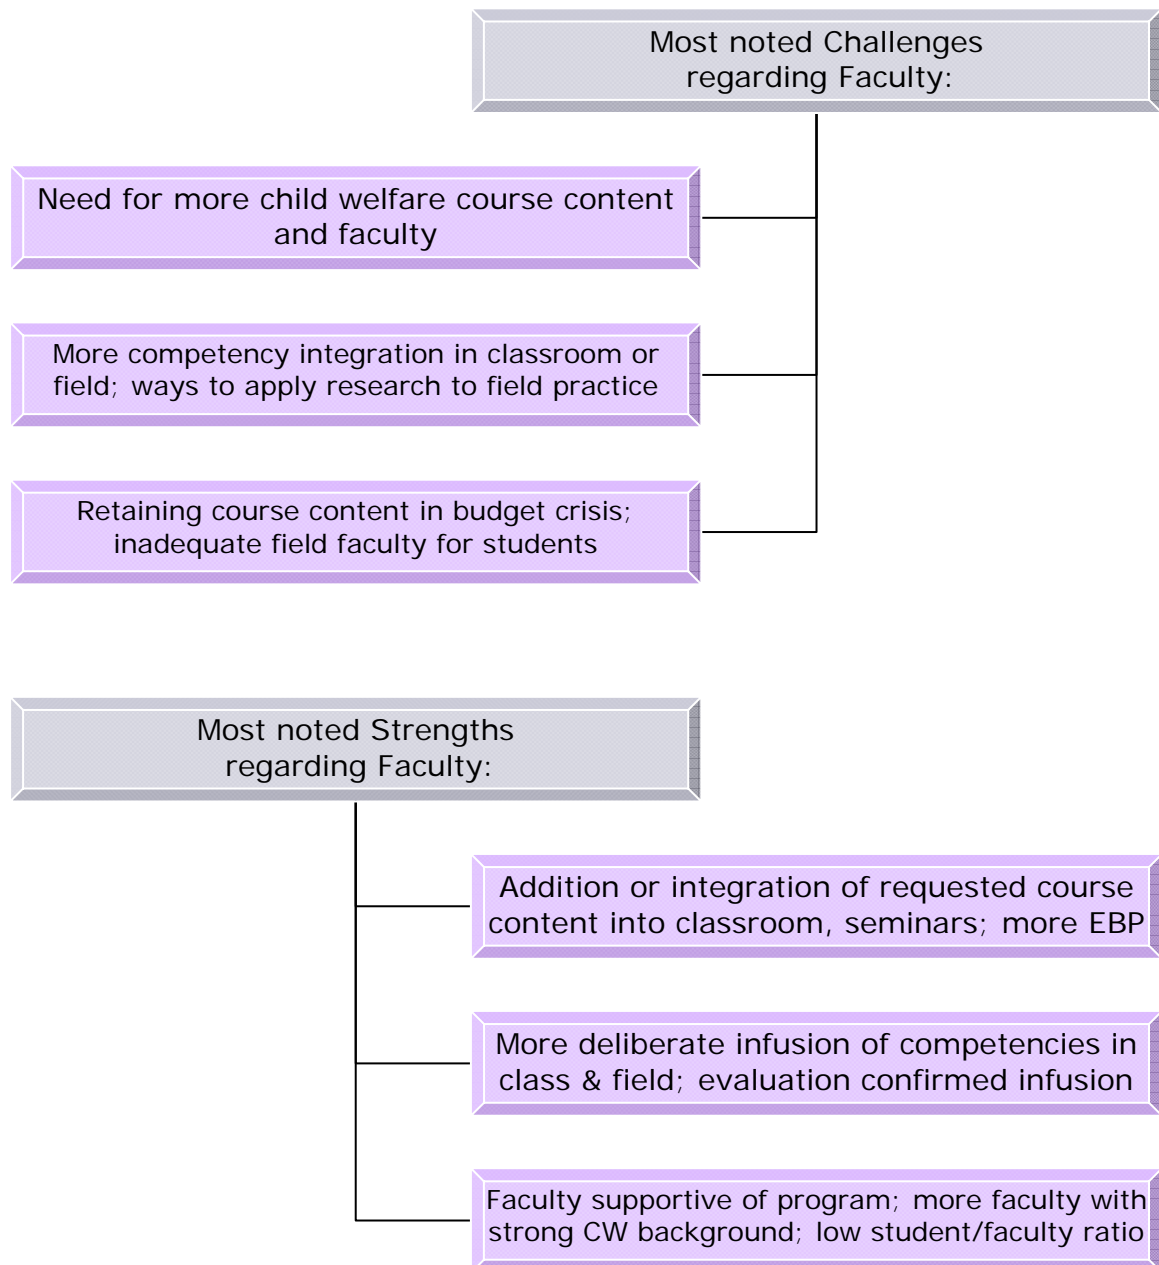 Most noted Challenges
regarding Faculty:
Need for more child welfare course content
and faculty
More competency integration in classroom or
field; ways to apply research to field practice
Retaining course content in budget crisis;
inadequate field faculty for students
Most noted Strengths
regarding Faculty:
Addition or integration of requested course
content into classroom, seminars; more EBP
More deliberate infusion of competencies in
class & field; evaluation confirmed infusion
Faculty supportive of program; more faculty with
strong CW background; low student/faculty ratio